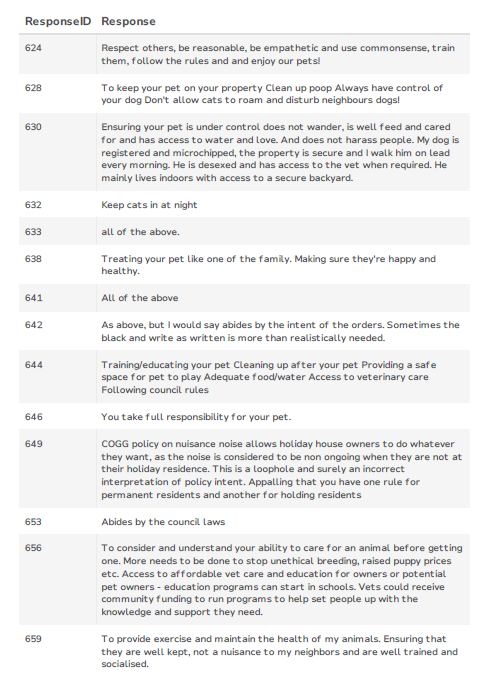 ResponseID Response
624 Respect others, be reasonable, be empathetic and use commonsense, train
them, follow the rules and and enjoy our pets!
628 To keep your pet on your property Clean up poop Always have control of
your dog Don't allow cats to roam and disturb neighbours dogs!
630 Ensuring your pet is under control does not wander, is well feed and cared
for and has access to water and love. And does not harass people. My dog is
registered and microchipped, the property is secure and I walk him on lead
every morning. He is desexed and has access to the vet when required. He
mainly lives indoors with access to a secure backyard.
632 Keep cats in at night
633 all of the above.
638 Treating your pet like one of the family. Making sure they're happy and
healthy.
641 All of the above
642 As above, but I would say abides by the intent of the orders. Sometimes the
black and write as written is more than realistically needed.
644 Training/educating your pet Cleaning up after your pet Providing a safe
space for pet to play Adequate food/water Access to veterinary care
Following council rules
646 You take full responsibility for your pet.
649 COGG policy on nuisance noise allows holiday house owners to do whatever
they want, as the noise is considered to be non ongoing when they are not at
their holiday residence. This is a loophole and surely an incorrect
interpretation of policy intent. Appalling that you have one rule for
permanent residents and another for holding residents
653 Abides by the council laws
656 To consider and understand your ability to care for an animal before getting
one. More needs to be done to stop unethical breeding, raised puppy prices
etc. Access to affordable vet care and education for owners or potential
pet owners - education programs can start in schools. Vets could receive
community funding to run programs to help set people up with the
knowledge and support they need.
659 To provide exercise and maintain the health of my animals. Ensuring that
they are well kept, not a nuisance to my neighbors and are well trained and
socialised.